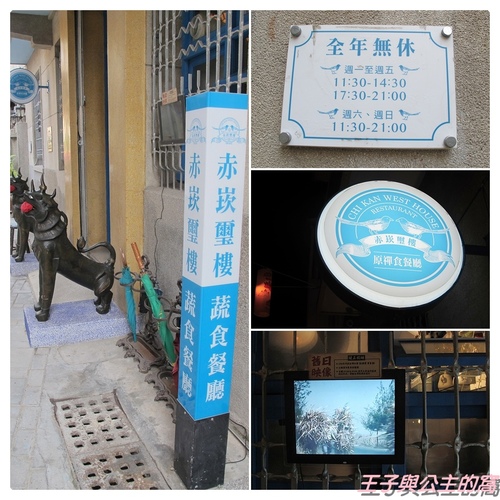 赤崁璽樓
蔬食餐廳
赤崁璽樓
蔬食餐廳
全年無休
週一至週五
11:30-14:30
17:30-21:00
週六、週日
11:30-21:00
CHI KAN WEST HOUSE
RESTAURANT
赤崁璽樓
原禪食餐廳
舊日
映像
王子與公主的窩